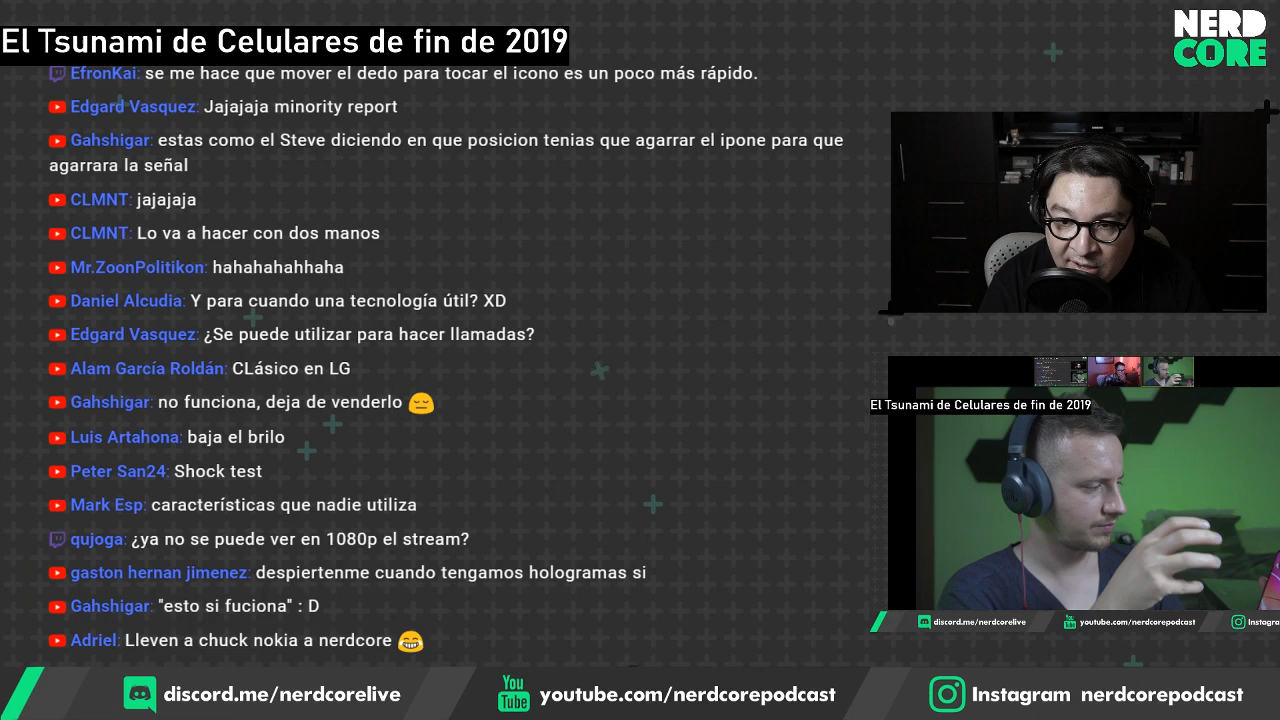 El Tsunami de Celulares de fin de 2019
NERD
CORE
EfronKai: se me hace que mover el dedo para tocar el icono es un poco más rápido.
Edgard Vasquez: Jajajaja minority report
Gahshigar: estas como el Steve diciendo en que posicion tenias que agarrar el ipone para que
agarrara la señal
CLMNT: jajajaja
CLMNT: Lo va a hacer con dos manos
Mr.ZoonPolitikon: hahahahahhaha
Daniel Alcudia: Y para cuando una tecnología útil? XD
Edgard Vasquez: ¿Se puede utilizar para hacer llamadas?
Alam García Roldán: CLásico en LG
Gahshigar: no funciona, deja de venderlo 😔
Luis Artahona: baja el brilo
Peter San24: Shock test
Mark Esp: características que nadie utiliza
qujoga: ¿ya no se puede ver en 1080p el stream?
gaston hernan jimenez: despiertenme cuando tengamos hologramas si
Gahshigar: "esto si fuciona" : D
Adriel: Lleven a chuck nokia a nerdcore 😂
El Tsunami de Celulares de fin de 2019
discord.me/nerdcorelive
You Tube
youtube.com/nerdcorepodcast
Instagra
discord.me/nerdcorelive
You
Tube
youtube.com/nerdcorepodcast
Instagram nerdcorepodcast